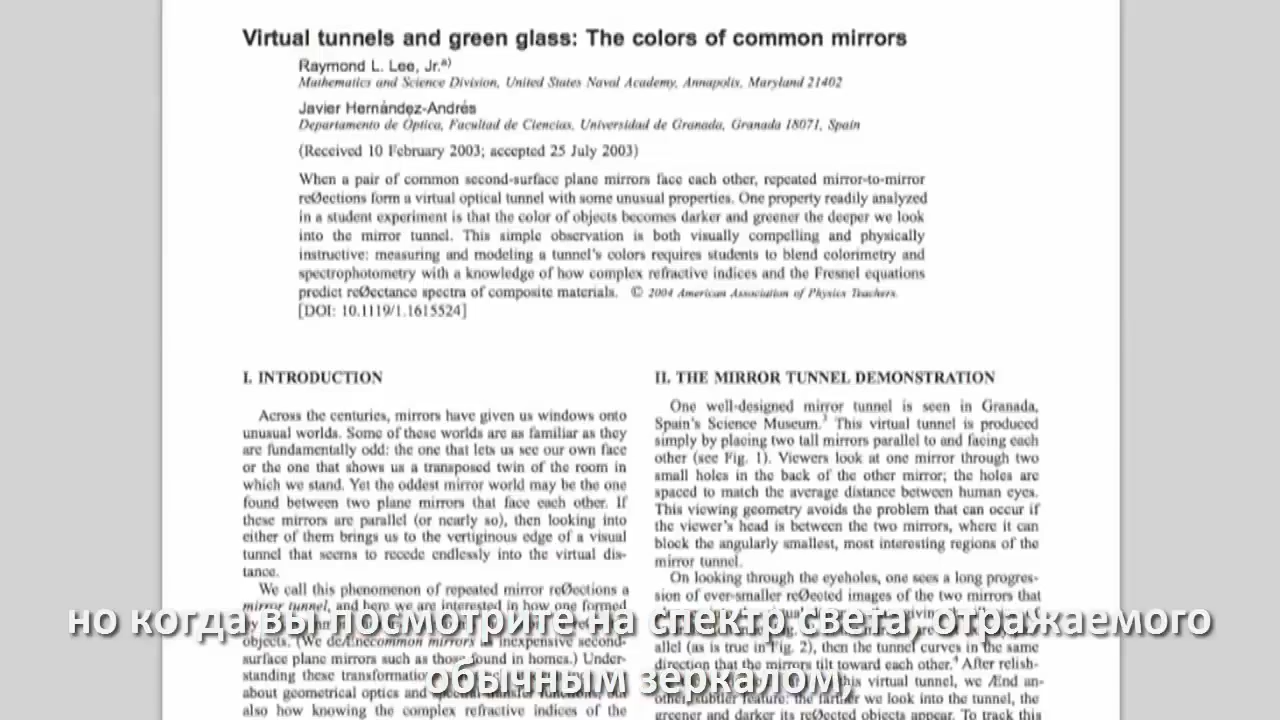 Virtual tunnels and green glass: The colors of common mirrors
Raymond L. Lee, Jr.a)
Mathematics and Science Division, United States Naval Academy, Annapolis, Maryland 21402
Javier Hernández-Andrés
Departamento de Óptica, Facultad de Ciencias, Universidad de Granada, Granada 18071, Spain
(Received 10 February 2003; accepted 25 July 2003)
When a pair of common second-surface plane mirrors face each other, repeated mirror-to-mirror
reØections form a virtual optical tunnel with some unusual properties. One property readily analyzed
in a student experiment is that the color of objects becomes darker and greener the deeper we look
into the mirror tunnel. This simple observation is both visually compelling and physically
instructive: measuring and modeling a tunnel's colors requires students to blend colorimetry and
spectrophotometry with a knowledge of how complex refractive indices and the Fresnel equations
predict reØectance spectra of composite materials. © 2004 American Association of Physics Teachers.
[DOI: 10.1119/1.1615524]
I. INTRODUCTION
Across the centuries, mirrors have given us windows onto
unusual worlds. Some of these worlds are as familiar as they
are fundamentally odd: the one that lets us see our own face
or the one that shows us a transposed twin of the room in
which we stand. Yet the oddest mirror world may be the one
found between two plane mirrors that face each other. If
these mirrors are parallel (or nearly so), then looking into
either of them brings us to the vertiginous edge of a visual
tunnel that seems to recede endlessly into the virtual dis-
tance.
We call this phenomenon of repeated mirror reØections a
mirror tunnel, and here we are interested in how one formed
objects. (We deÆnecommon mirrors as inexpensive second-
surface plane mirrors such as those found in homes.) Under-
standing these transformations
about geometrical optics and spectral transfer functions, but
also how knowing the complex refractive indices of the
II. THE MIRROR TUNNEL DEMONSTRATION
One well-designed mirror tunnel is seen in Granada,
Spain's Science Museum.3 This virtual tunnel is produced
simply by placing two tall mirrors parallel to and facing each
other (see Fig. 1). Viewers look at one mirror through two
small holes in the back of the other mirror; the holes are
spaced to match the average distance between human eyes.
This viewing geometry avoids the problem that can occur if
the viewer's head is between the two mirrors, where it can
block the angularly smallest, most interesting regions of the
mirror tunnel.
On looking through the eyeholes, one sees a long progres-
sion of ever-smaller reØected images of the two mirrors that
allel (as is true in Fig. 2), then the tunnel curves in the same
direction that the mirrors tilt toward each other.4 After relish-
this virtual tunnel, we Ænd an-
other, subtler feature: the farther we look into the tunnel, the
greener and darker its reØected objects appear. To track this
но когда вы посмотрите на спектр света, отражаемого
обычным зеркалом,